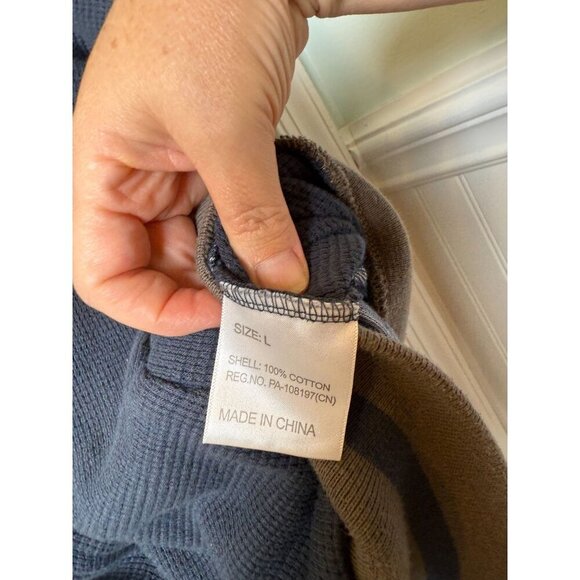 SIZE: L
SHELL: 100% COTTON
REG.NO. PA-108197(CN)
MADE IN CHINA